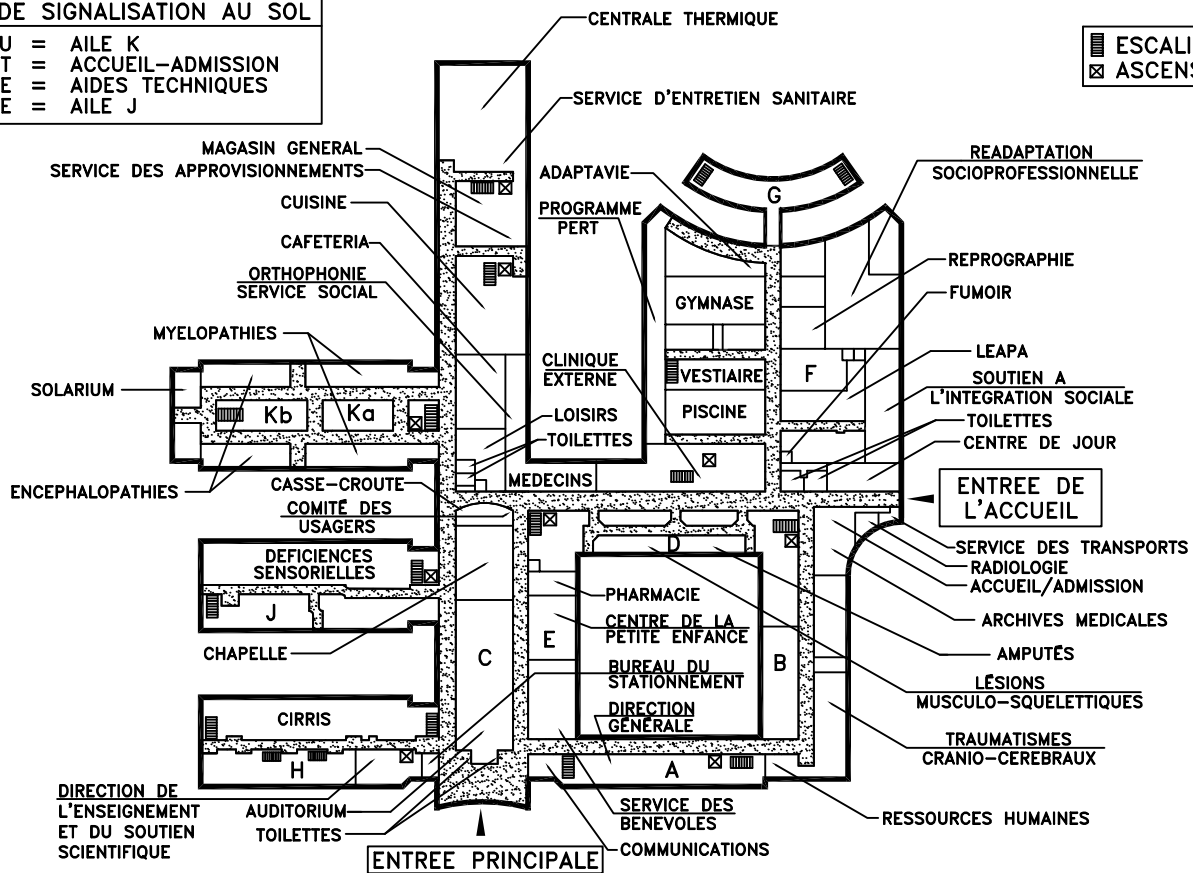 DE SIGNALISATION AU SOL
U = AILE K
T = ACCUEIL-ADMISSION
E = AIDES TECHNIQUES
E = AILE J
ESCALI
ASCENS
CENTRALE THERMIQUE
SERVICE D'ENTRETIEN SANITAIRE
MAGASIN GENERAL
SERVICE DES APPROVISIONNEMENTS
CUISINE
CAFETERIA
ORTHOPHONIE
SERVICE SOCIAL
MYELOPATHIES
SOLARIUM
Kb
Ka
ENCEPHALOPATHIES
ADAPTAVIE
PROGRAMME
PERT
G
READAPTATION
SOCIOPROFESSIONNELLE
REPROGRAPHIE
FUMOIR
GYMNASE
CLINIQUE
EXTERNE
VESTIAIRE
PISCINE
F
LEAPA
SOUTIEN A
L'INTEGRATION SOCIALE
TOILETTES
CENTRE DE JOUR
LOISIRS
TOILETTES
MEDECINS
CASSE-CROUTE
COMITÉ DES
USAGERS
ENTREE DE
L'ACCUEIL
SERVICE DES TRANSPORTS
RADIOLOGIE
ACCUEIL/ADMISSION
ARCHIVES MEDICALES
AMPUTÉS
LÉSIONS
MUSCULO-SQUELETTIQUES
TRAUMATISMES
CRANIO-CEREBRAUX
DEFICIENCES
SENSORIELLES
J
CHAPELLE
D
PHARMACIE
CENTRE DE LA
PETITE ENFANCE
E
C
B
BUREAU DU
STATIONNEMENT
DIRECTION
GÉNÉRALE
CIRRIS
H
A
DIRECTION DE
L'ENSEIGNEMENT
ET DU SOUTIEN
SCIENTIFIQUE
AUDITORIUM
TOILETTES
ENTREE PRINCIPALE
SERVICE DES
BENEVOLES
COMMUNICATIONS
RESSOURCES HUMAINES